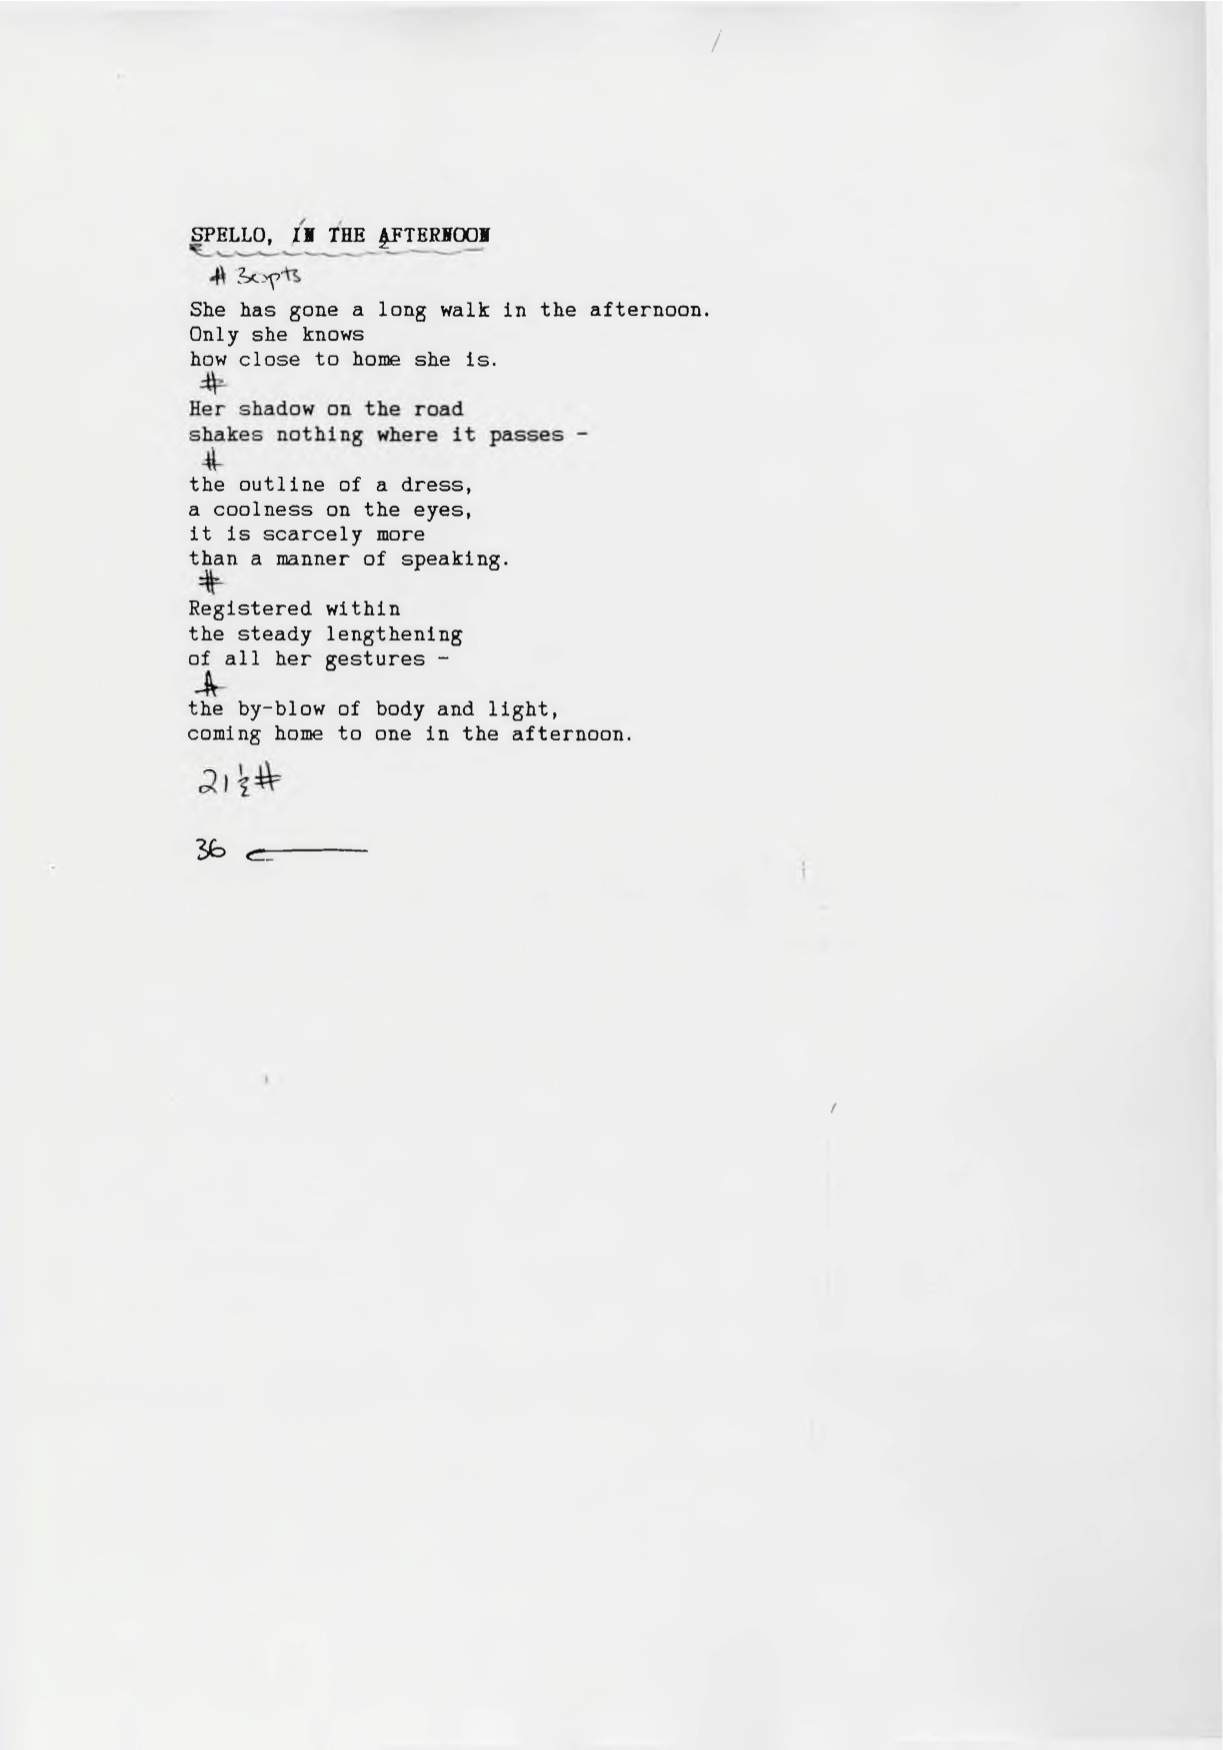 SPELLO, IN THE AFTERNOON
# 3 cpts
She has gone a long walk in the afternoon.
Only she knows
how close to home she is.
#
Her shadow on the road
shakes nothing where it passes -
#
the outline of a dress,
a coolness on the eyes,
it is scarcely more
than a manner of speaking.
#
Registered within
the steady lengthening
of all her gestures -
#
the by-blow of body and light,
coming home to one in the afternoon.
21 ½ #
36